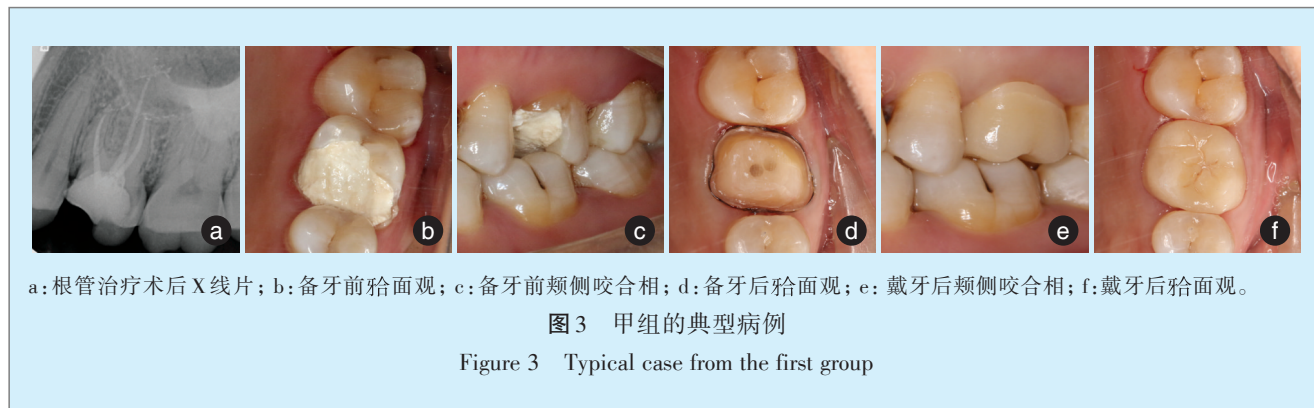 a
b
c
d
e
f
a:根管治疗术后X线片;b:备牙前𬌗面观;c:备牙前颊侧咬合相;d:备牙后𬌗面观;e: 戴牙后颊侧咬合相;f:戴牙后𬌗面观。
图3 甲组的典型病例
Figure 3 Typical case from the first group